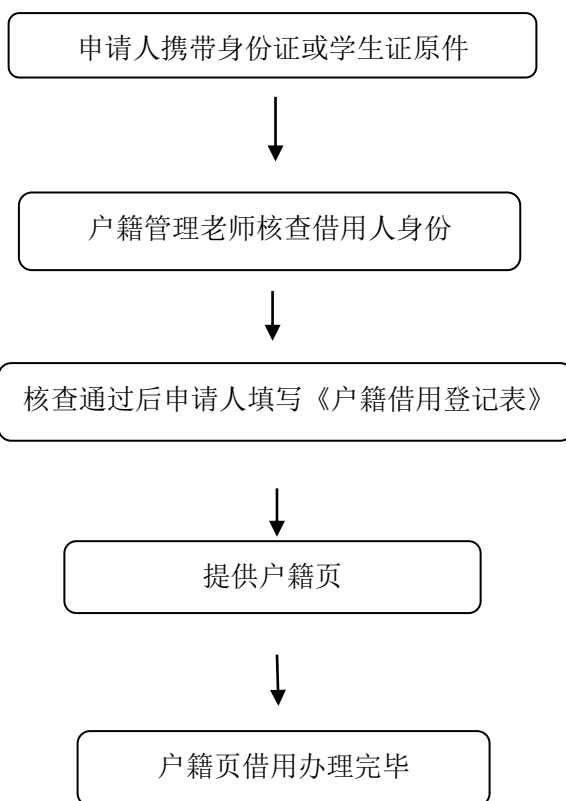 申请人携带身份证或学生证原件
户籍管理老师核查借用人身份
核查通过后申请人填写《户籍借用登记表》
提供户籍页
户籍页借用办理完毕